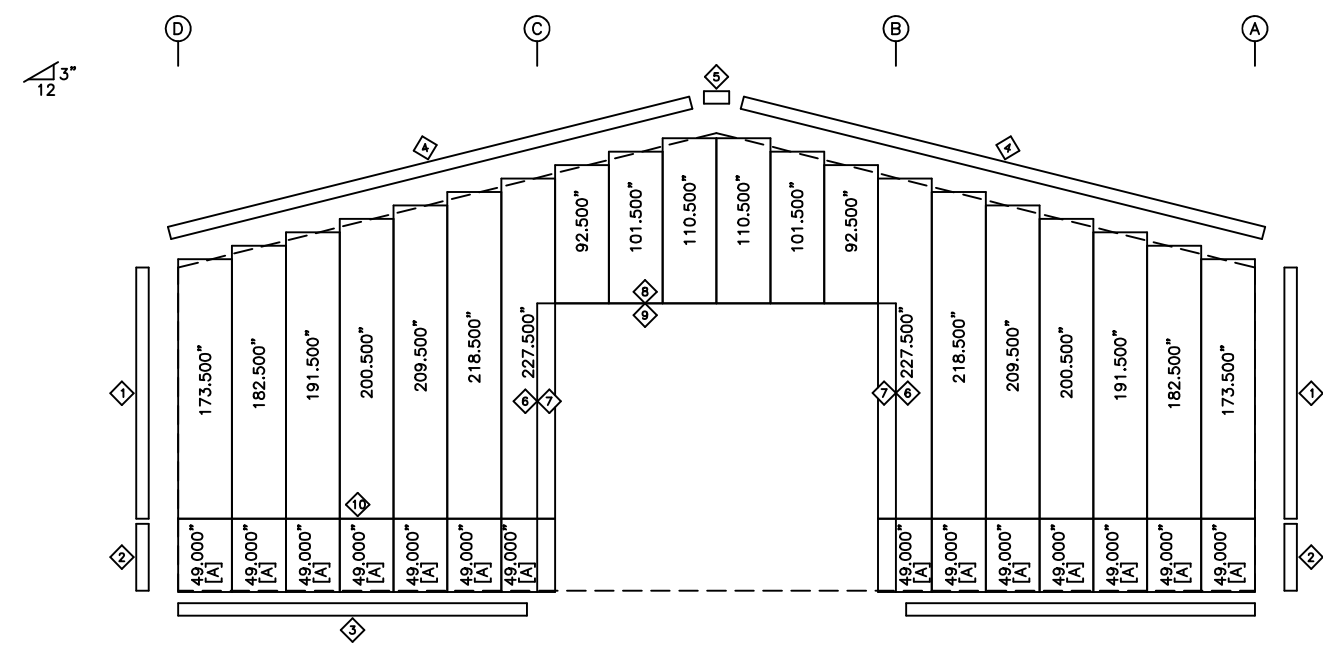 D
C
B
A
3"
12
5
4
4
92.500"
101.500"
110.500"
110.500"
101.500"
92.500"
8
9
173.500"
182.500"
191.500"
200.500"
209.500"
218.500"
227.500"
227.500"
218.500"
209.500"
200.500"
191.500"
182.500"
173.500"
1
6
7
7
6
1
10
49.000"
[A]
49.000"
[A]
49.000"
[A]
49.000"
[A]
49.000"
[A]
49.000"
[A]
49.000"
[A]
49.000"
[A]
49.000"
[A]
49.000"
[A]
49.000"
[A]
49.000"
[A]
49.000"
[A]
49.000"
[A]
2
2
3